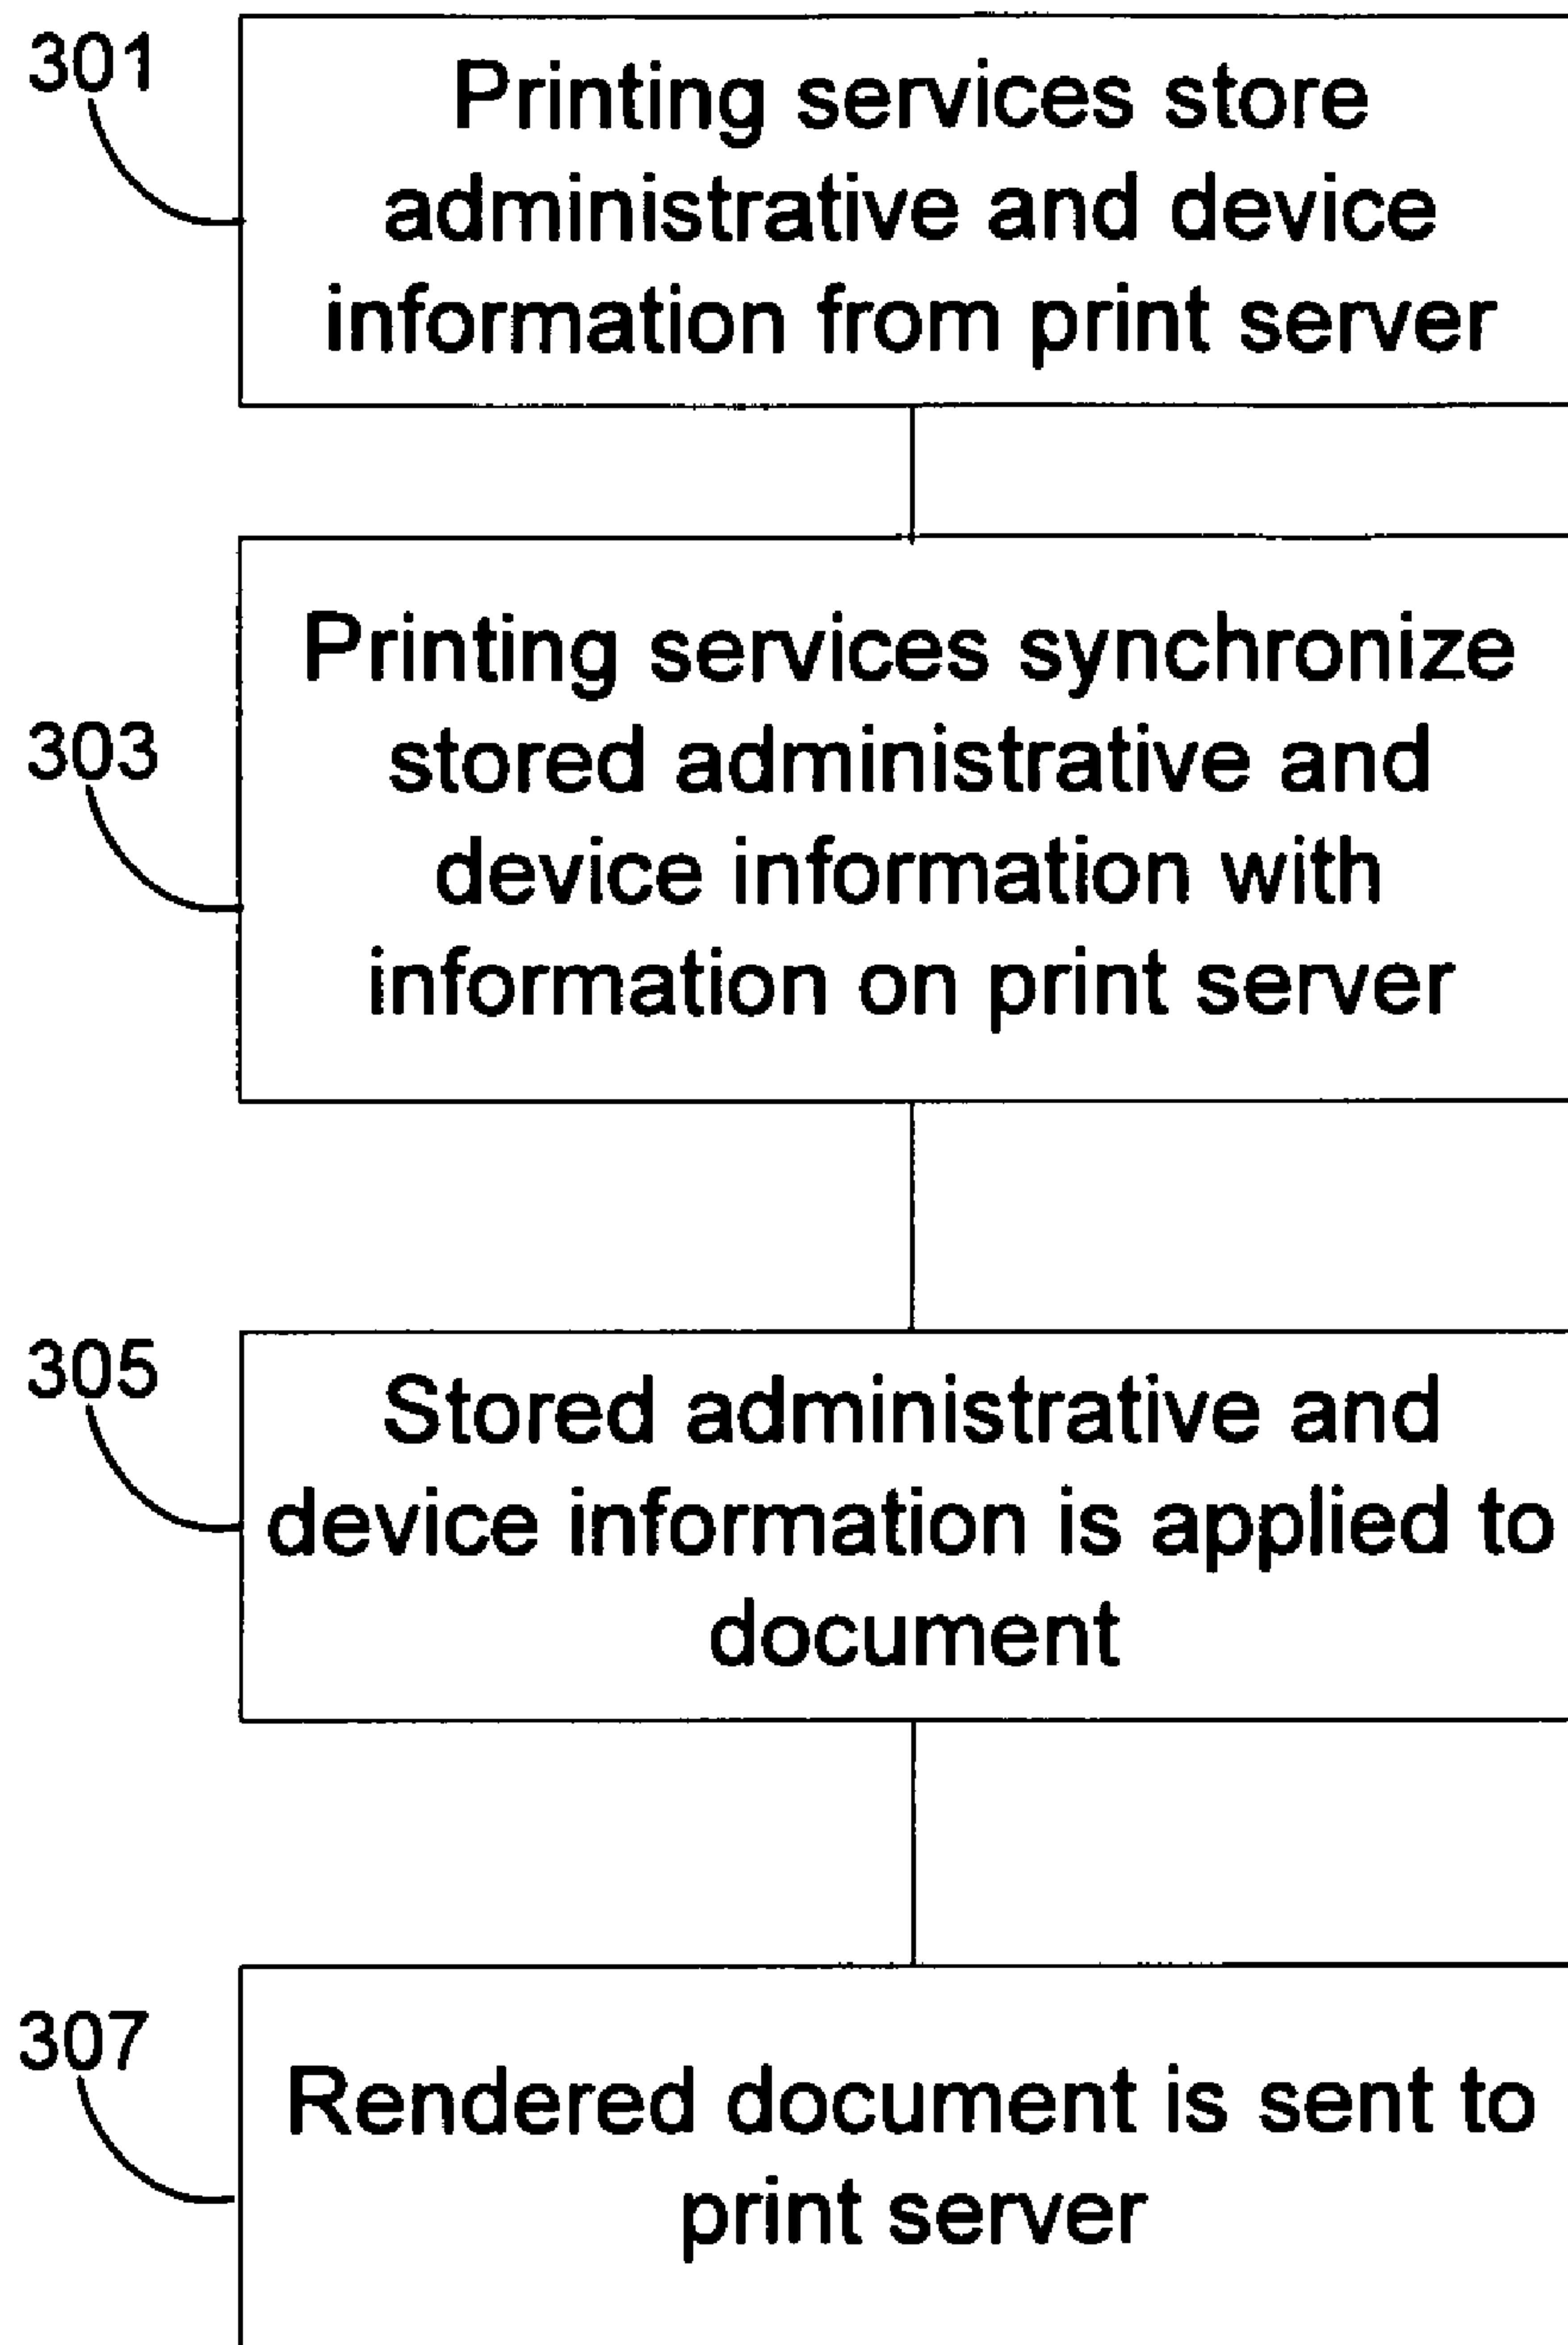 301
Printing services store
administrative and device
information from print server
303
Printing services synchronize
stored administrative and
device information with
information on print server
305
Stored administrative and
device information is applied to
document
307
Rendered document is sent to
print server